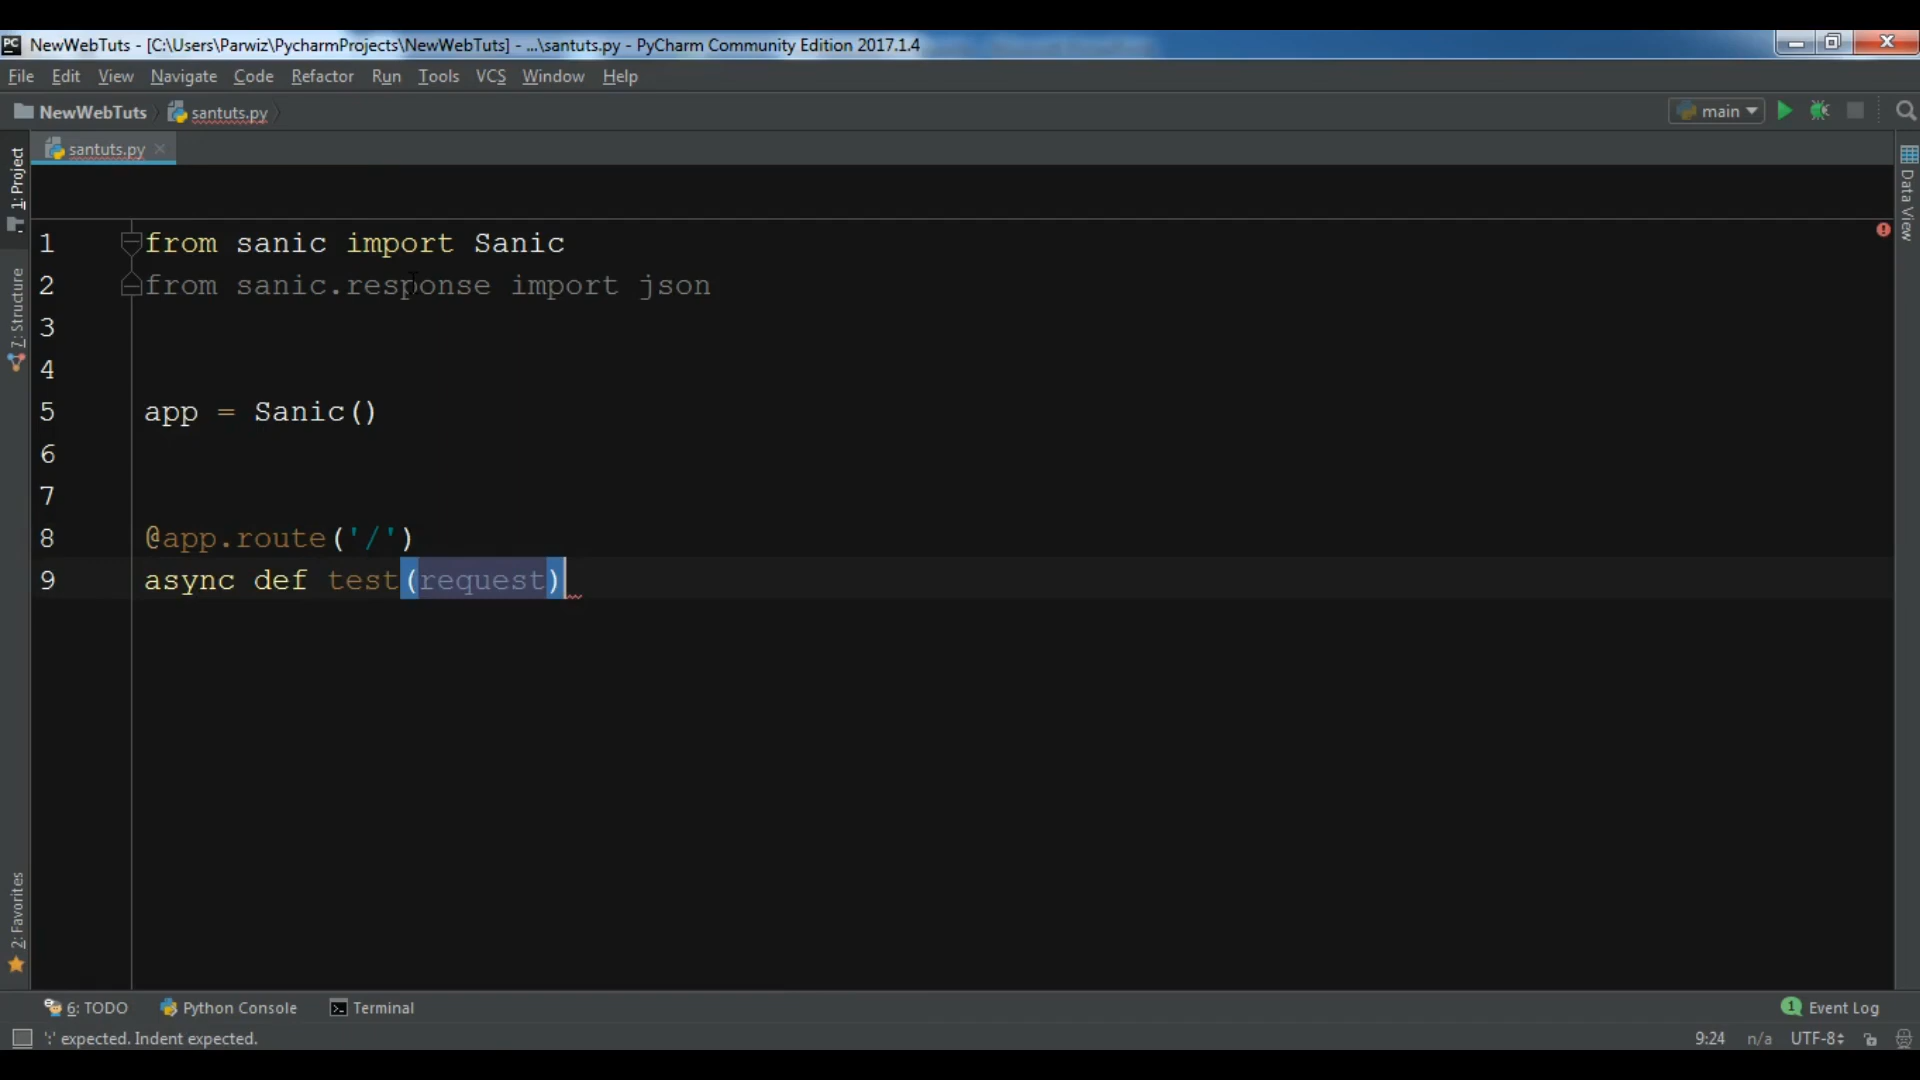 NewWebTuts - [C:\Users\Parwiz\PycharmProjects\NewWebTuts] - ...\santuts.py - PyCharm Community Edition 2017.1.4
File Edit View Navigate Code Refactor Run Tools VCS Window Help
NewWebTuts santuts.py main
santuts.py
1: Project
7: Structure
2: Favorites
Data View
1 from sanic import Sanic
2 from sanic.response import json
3
4
5 app = Sanic()
6
7
8 @app.route('/')
9 async def test(request)
6: TODO Python Console Terminal 1 Event Log
':' expected. Indent expected. 9:24 n/a UTF-8